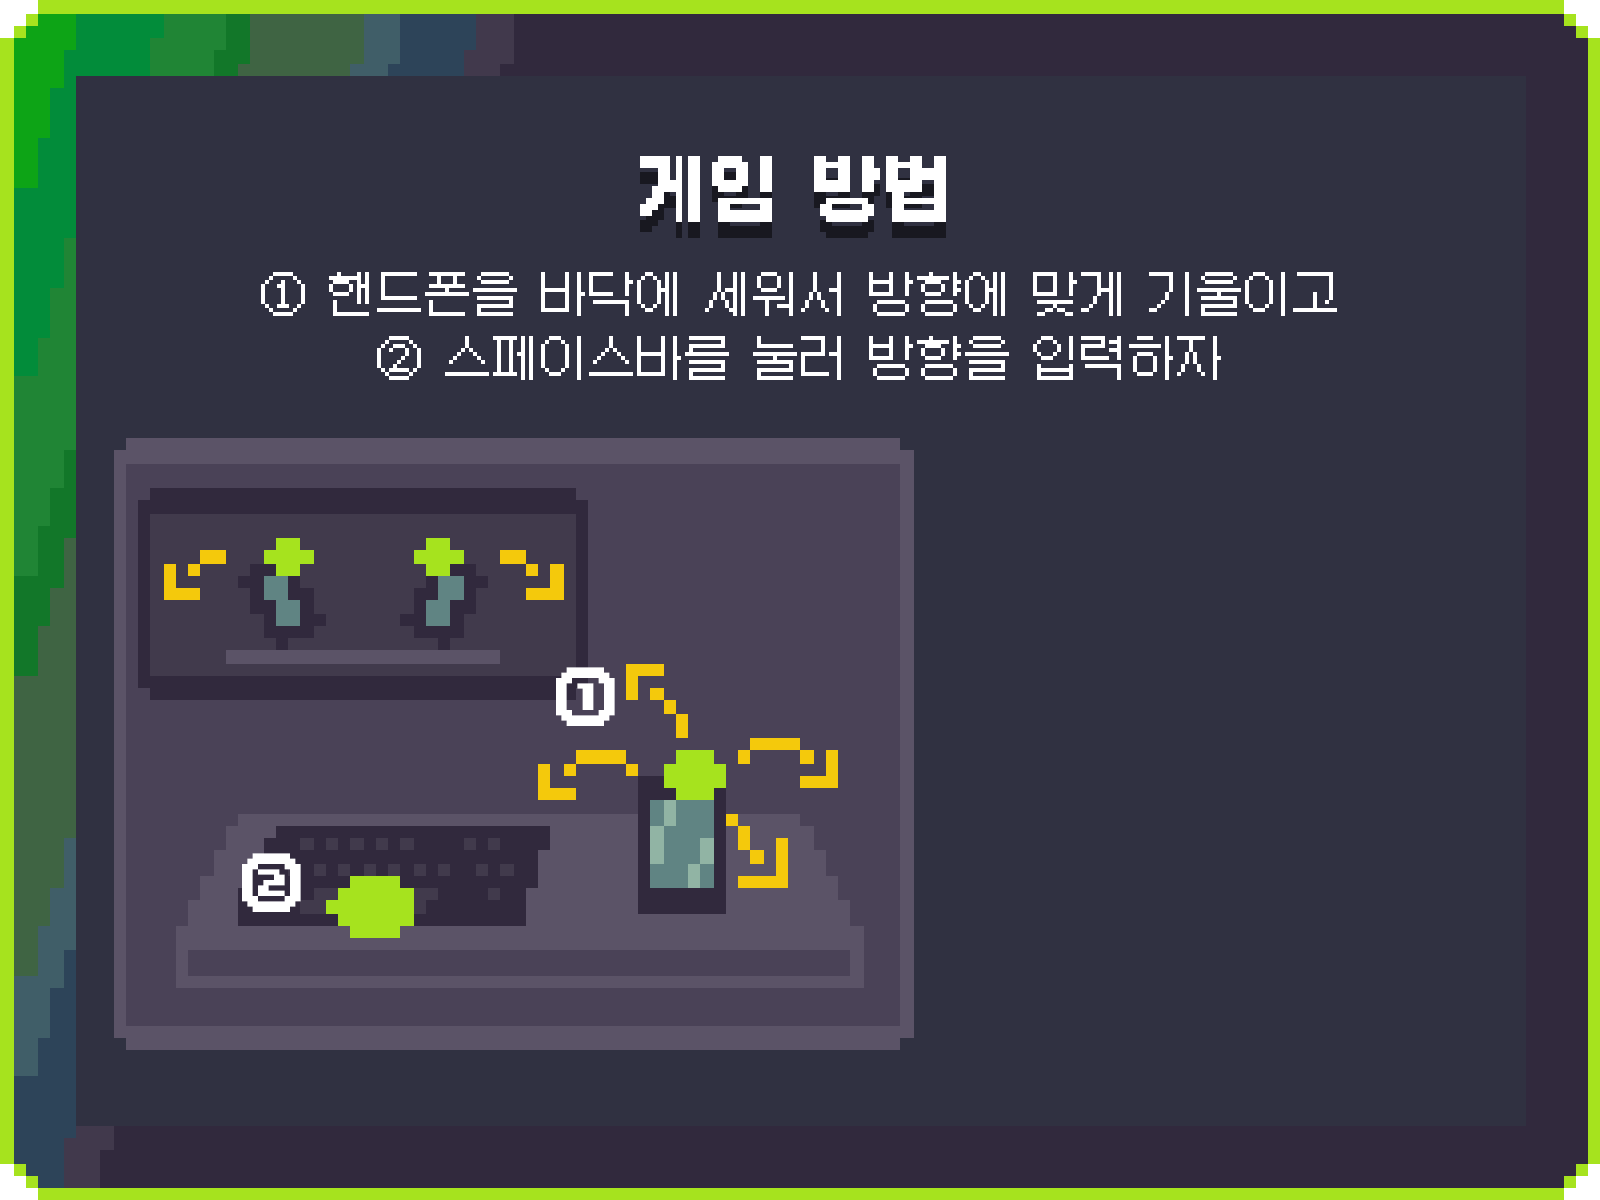 게임 방법
① 핸드폰을 바닥에 세워서 방향에 맞게 기울이고
② 스페이스바를 눌러 방향을 입력하자
①
②